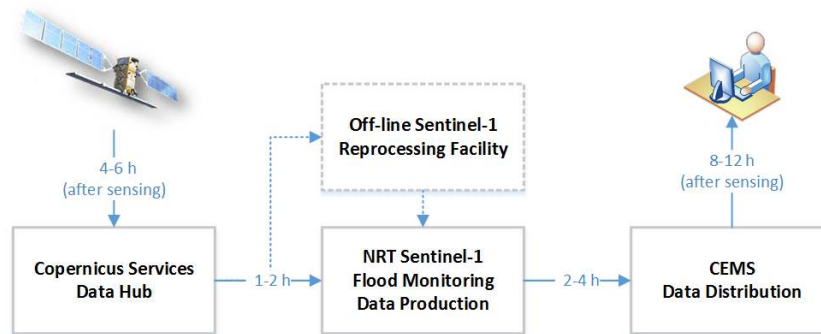 Off-line Sentinel-1
Reprocessing Facility
4-6 h
(after sensing)
8-12 h
(after sensing)
Copernicus Services
Data Hub
1-2 h
NRT Sentinel-1
Flood Monitoring
Data Production
2-4 h
CEMS
Data Distribution